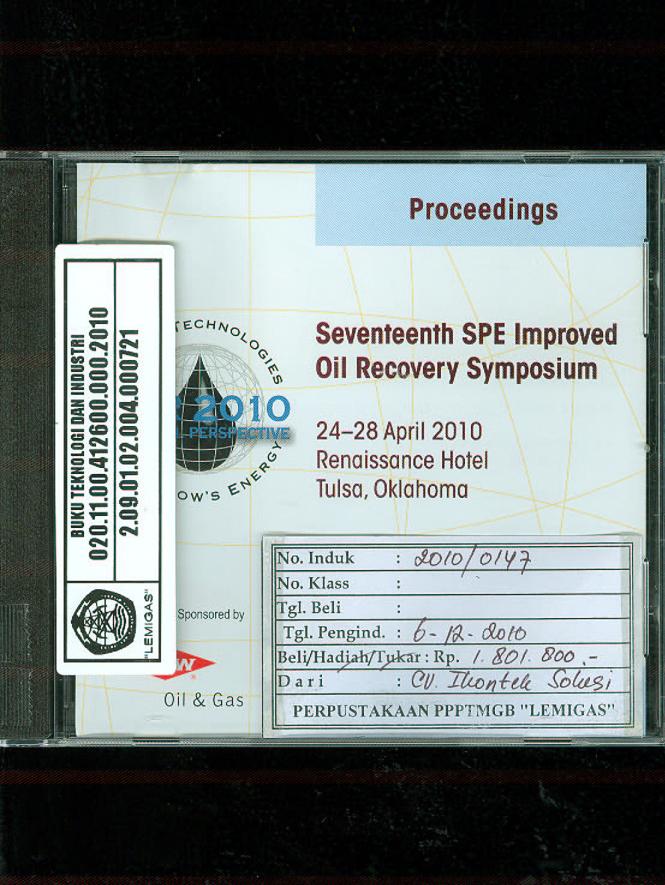 Proceedings
Seventeenth SPE Improved
Oil Recovery Symposium
24–28 April 2010
Renaissance Hotel
Tulsa, Oklahoma
TECHNOLOGIES
2010
PERSPECTIVE
OW'S ENERGY
BUKU TEKNOLOGI DAN INDUSTRI
020.11.00.412600.000.2010
2.09.01.02.004.000721
"LEMIGAS"
Sponsored by
W
Oil & Gas
No. Induk : 2010/0147
No. Klass :
Tgl. Beli :
Tgl. Pengind. : 6-12-2010
Beli/Hadiah/Tukar : Rp. 1.801.800,-
Dari : CV. Ikontek Solusi
PERPUSTAKAAN PPPTMGB "LEMIGAS"